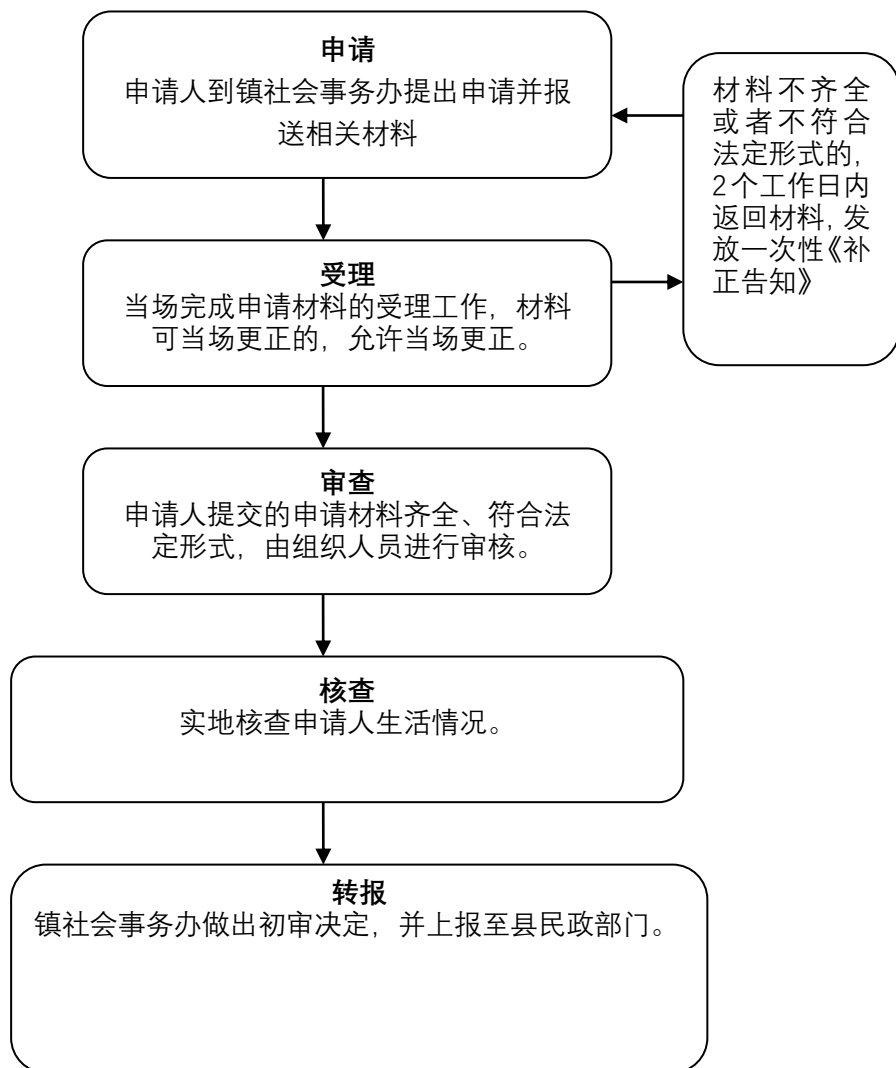 申请
申请人到镇社会事务办提出申请并报
送相关材料
材料不齐全
或者不符合
法定形式的，
2个工作日内
返回材料，发
放一次性《补
正告知》
受理
当场完成申请材料的受理工作，材料
可当场更正的，允许当场更正。
审查
申请人提交的申请材料齐全、符合法
定形式，由组织人员进行审核。
核查
实地核查申请人生活情况。
转报
镇社会事务办做出初审决定，并上报至县民政部门。